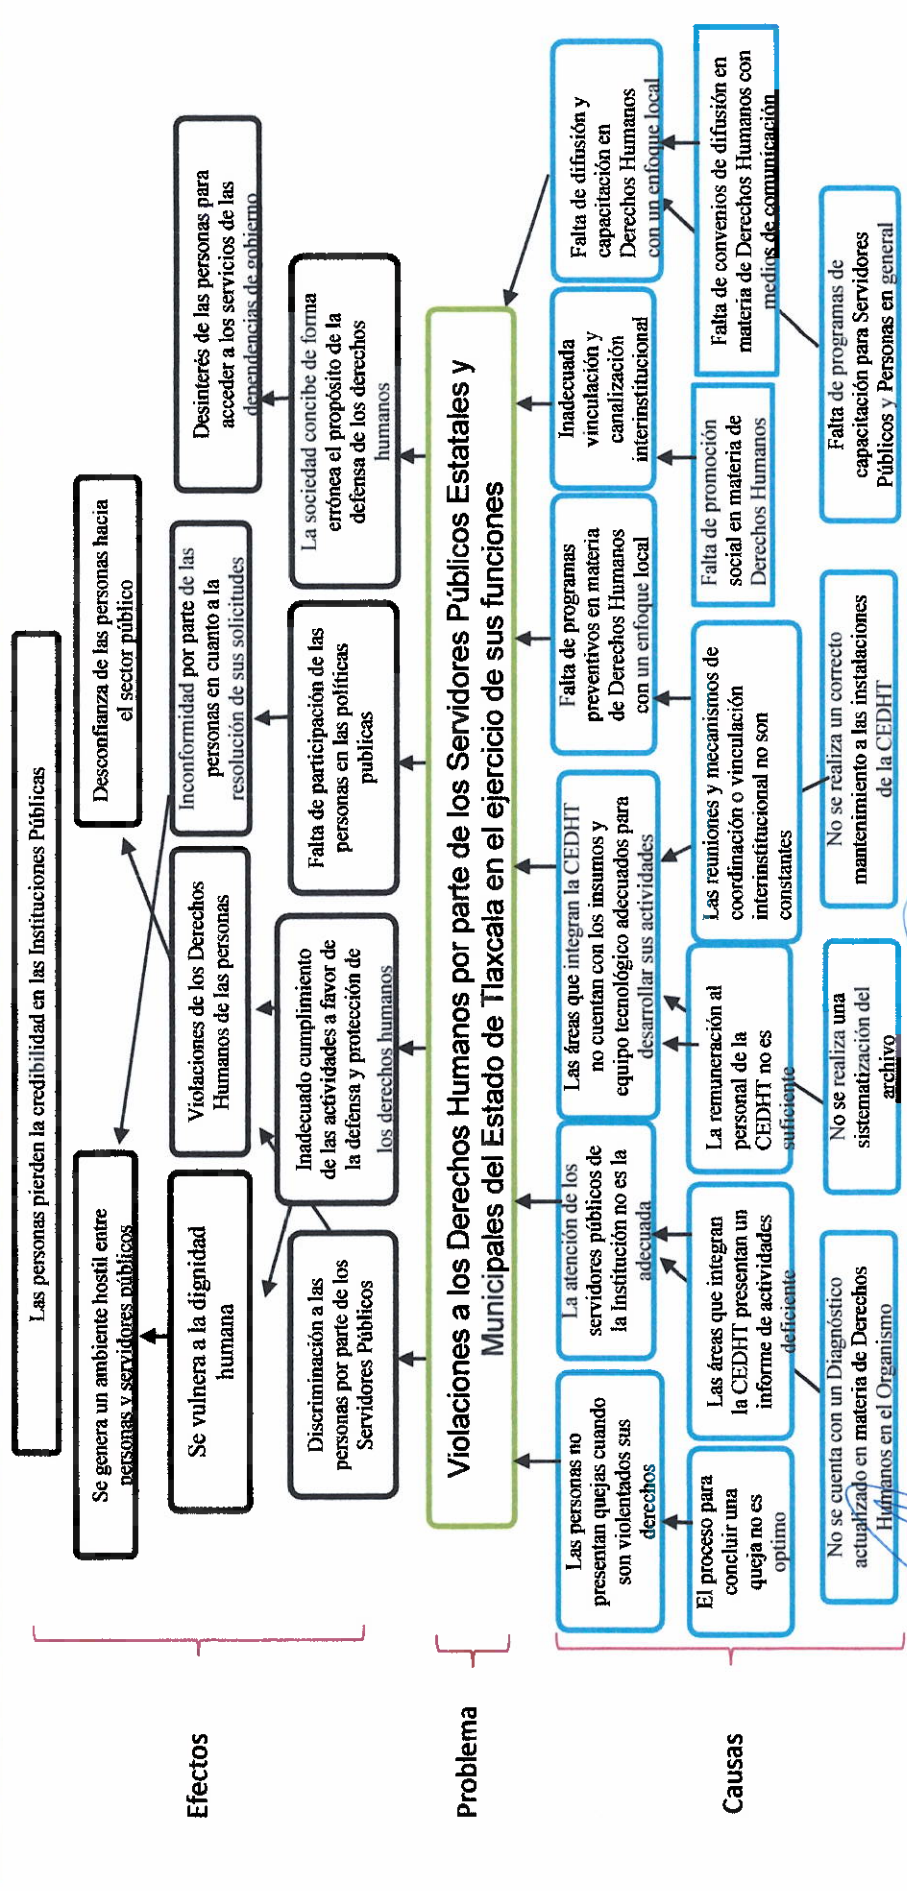 Las personas pierden la credibilidad en las Instituciones Públicas
Se genera un ambiente hostil entre
personas y servidores públicos
Desconfianza de las personas hacia
el sector público
Efectos
Se vulnera a la dignidad
humana
Violaciones de los Derechos
Humanos de las personas
Inconformidad por parte de las
personas en cuanto a la
resolución de sus solicitudes
Desinterés de las personas para
acceder a los servicios de las
dependencias de gobierno
Discriminación a las
personas por parte de los
Servidores Públicos
Inadecuado cumplimiento
de las actividades a favor de
la defensa y protección de
los derechos humanos
Falta de participación de las
personas en las políticas
publicas
La sociedad concibe de forma
errónea el propósito de la
defensa de los derechos
humanos
Problema
Violaciones a los Derechos Humanos por parte de los Servidores Públicos Estatales y
Municipales del Estado de Tlaxcala en el ejercicio de sus funciones
Causas
Las personas no
presentan quejas cuando
son violentados sus
derechos
La atención de los
servidores públicos de
la Institución no es la
adecuada
Las áreas que integran la CEDHT
no cuentan con los insumos y
equipo tecnológico adecuados para
desarrollar sus actividades
Falta de programas
preventivos en materia
de Derechos Humanos
con un enfoque local
Inadecuada
vinculación y
canalización
interinstitucional
Falta de difusión y
capacitación en
Derechos Humanos
con un enfoque local
El proceso para
concluir una
queja no es
optimo
Las áreas que integran
la CEDHT presentan un
informe de actividades
deficiente
La remuneración al
personal de la
CEDHT no es
suficiente
Las reuniones y mecanismos de
coordinación o vinculación
interinstitucional no son
constantes
Falta de promoción
social en materia de
Derechos Humanos
Falta de convenios de difusión en
materia de Derechos Humanos con
medios de comunicación
No se cuenta con un Diagnóstico
actualizado en materia de Derechos
Humanos en el Organismo
No se realiza una
sistematización del
archivo
No se realiza un correcto
mantenimiento a las instalaciones
de la CEDHT
Falta de programas de
capacitación para Servidores
Públicos y Personas en general